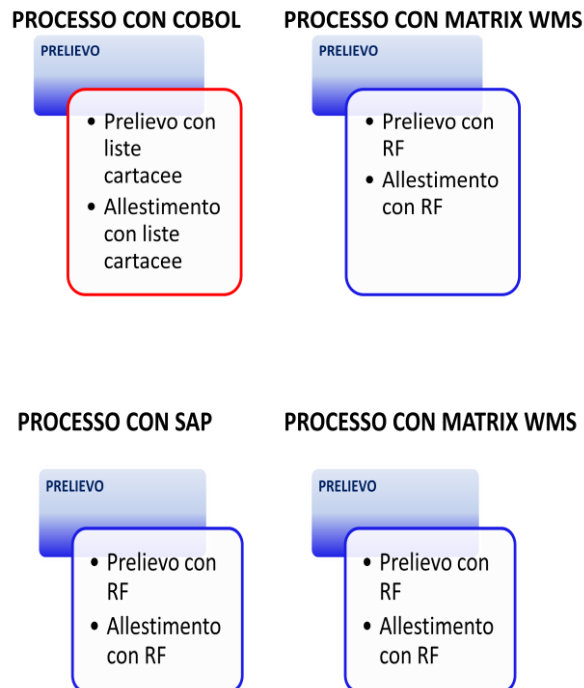 PROCESSO CON COBOL
PRELIEVO
• Prelievo con
liste
cartacee
• Allestimento
con liste
cartacee
PROCESSO CON MATRIX WMS
PRELIEVO
• Prelievo con
RF
• Allestimento
con RF
PROCESSO CON SAP
PRELIEVO
• Prelievo con
RF
• Allestimento
con RF
PROCESSO CON MATRIX WMS
PRELIEVO
• Prelievo con
RF
• Allestimento
con RF